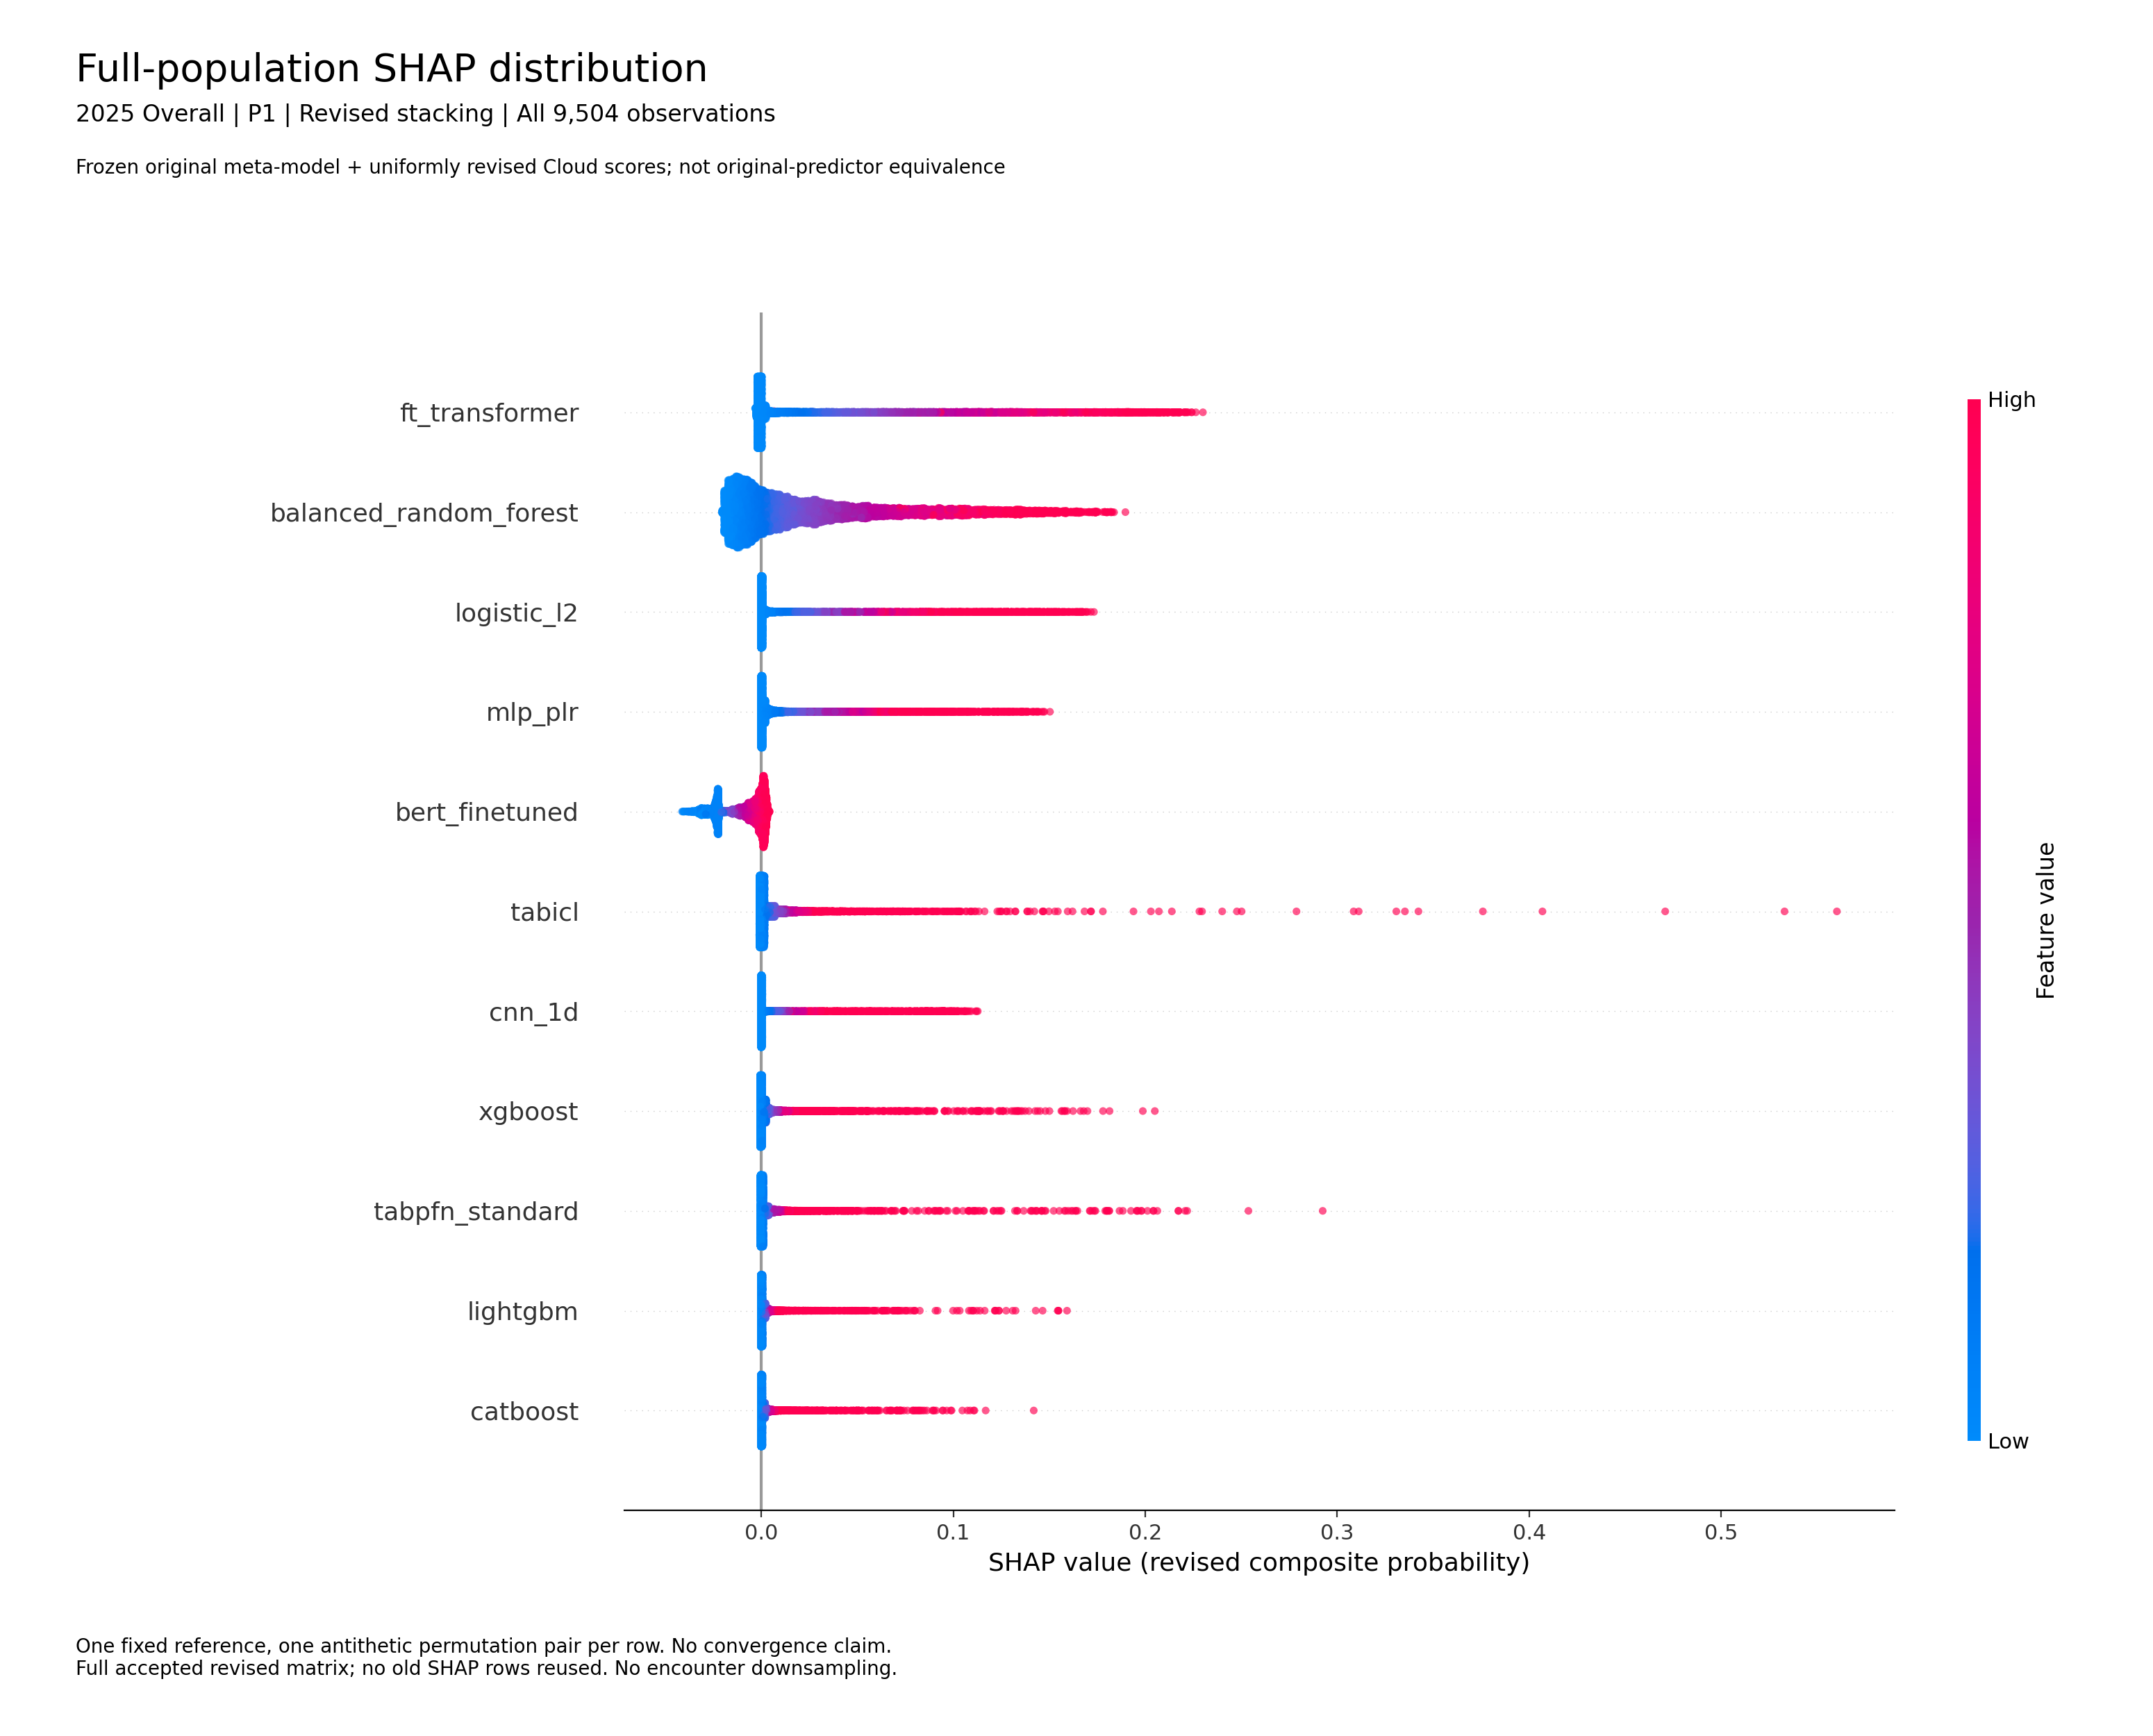 Full-population SHAP distribution
2025 Overall | P1 | Revised stacking | All 9,504 observations
Frozen original meta-model + uniformly revised Cloud scores; not original-predictor equivalence
ft_transformer
balanced_random_forest
logistic_l2
mlp_plr
bert_finetuned
tabicl
cnn_1d
xgboost
tabpfn_standard
lightgbm
catboost
High
Feature value
Low
0.0 0.1 0.2 0.3 0.4 0.5
SHAP value (revised composite probability)
One fixed reference, one antithetic permutation pair per row. No convergence claim.
Full accepted revised matrix; no old SHAP rows reused. No encounter downsampling.